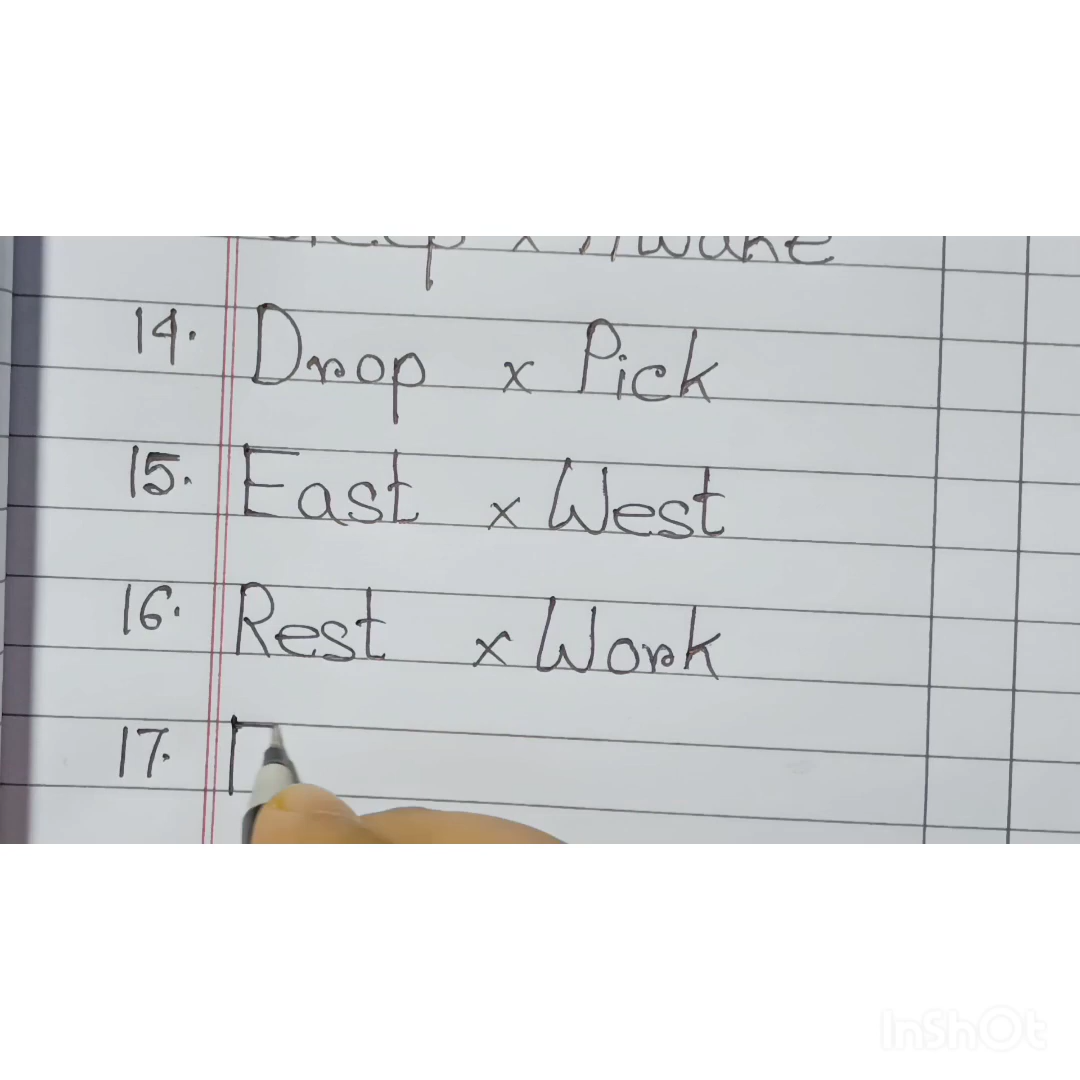 14. Drop x Pick
15. East x West
16. Rest x Work
17.
InShOt